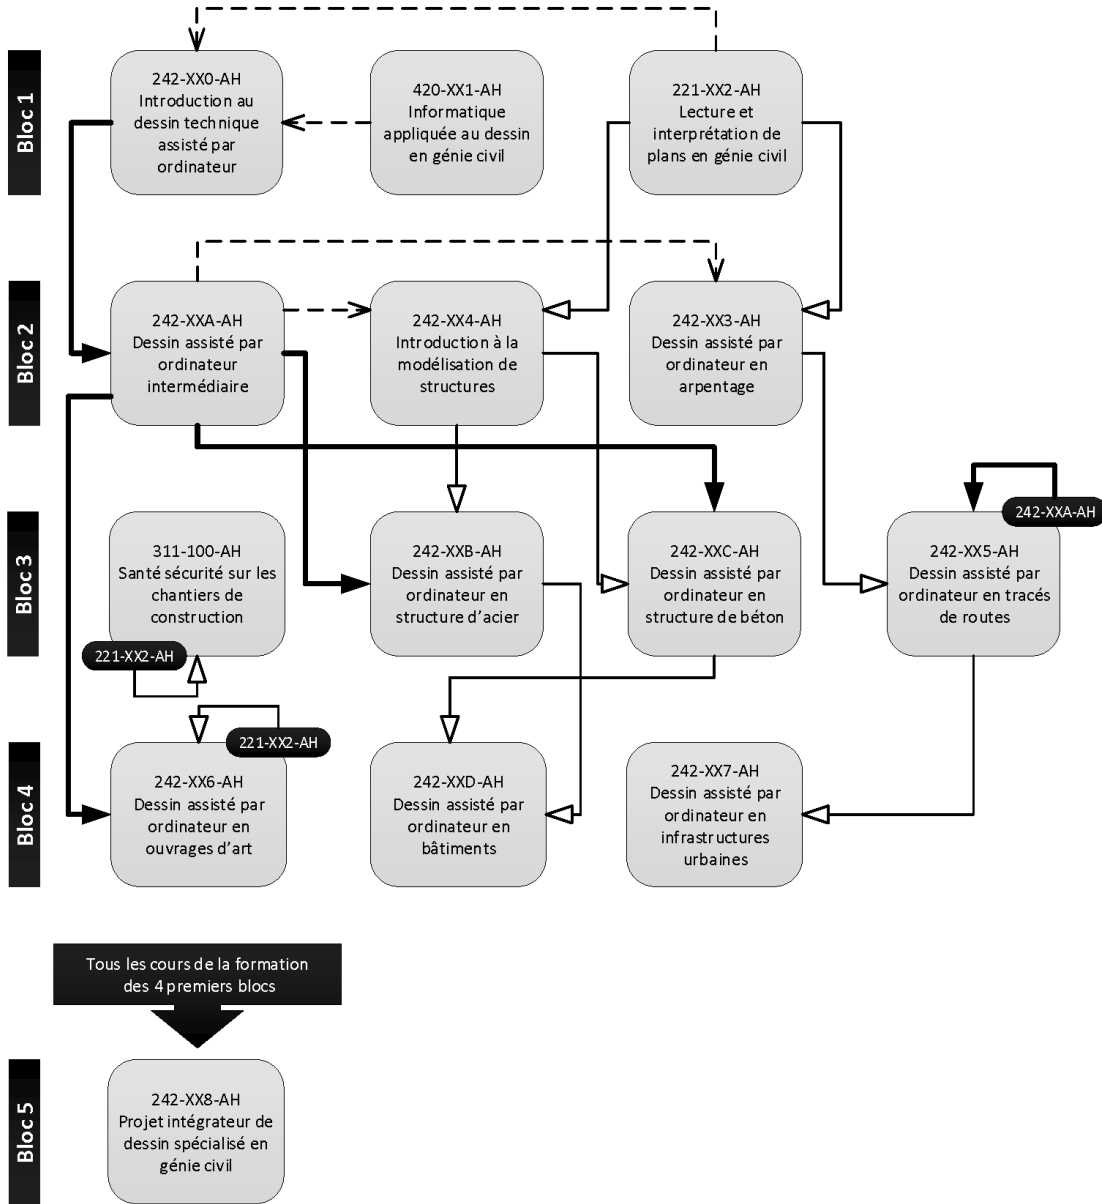 Bloc 1
242-XX0-AH
Introduction au
dessin technique
assisté par
ordinateur
420-XX1-AH
Informatique
appliquée au dessin
en génie civil
221-XX2-AH
Lecture et
interprétation de
plans en génie civil
Bloc 2
242-XXA-AH
Dessin assisté par
ordinateur
intermédiaire
242-XX4-AH
Introduction à la
modélisation de
structures
242-XX3-AH
Dessin assisté par
ordinateur en
arpentage
Bloc 3
311-100-AH
Santé sécurité sur les
chantiers de
construction
221-XX2-AH
242-XXB-AH
Dessin assisté par
ordinateur en
structure d'acier
242-XXC-AH
Dessin assisté par
ordinateur en
structure de béton
242-XXA-AH
242-XX5-AH
Dessin assisté par
ordinateur en tracés
de routes
Bloc 4
221-XX2-AH
242-XX6-AH
Dessin assisté par
ordinateur en
ouvrages d'art
242-XXD-AH
Dessin assisté par
ordinateur en
bâtiments
242-XX7-AH
Dessin assisté par
ordinateur en
infrastructures
urbaines
Tous les cours de la formation
des 4 premiers blocs
Bloc 5
242-XX8-AH
Projet intégrateur de
dessin spécialisé en
génie civil